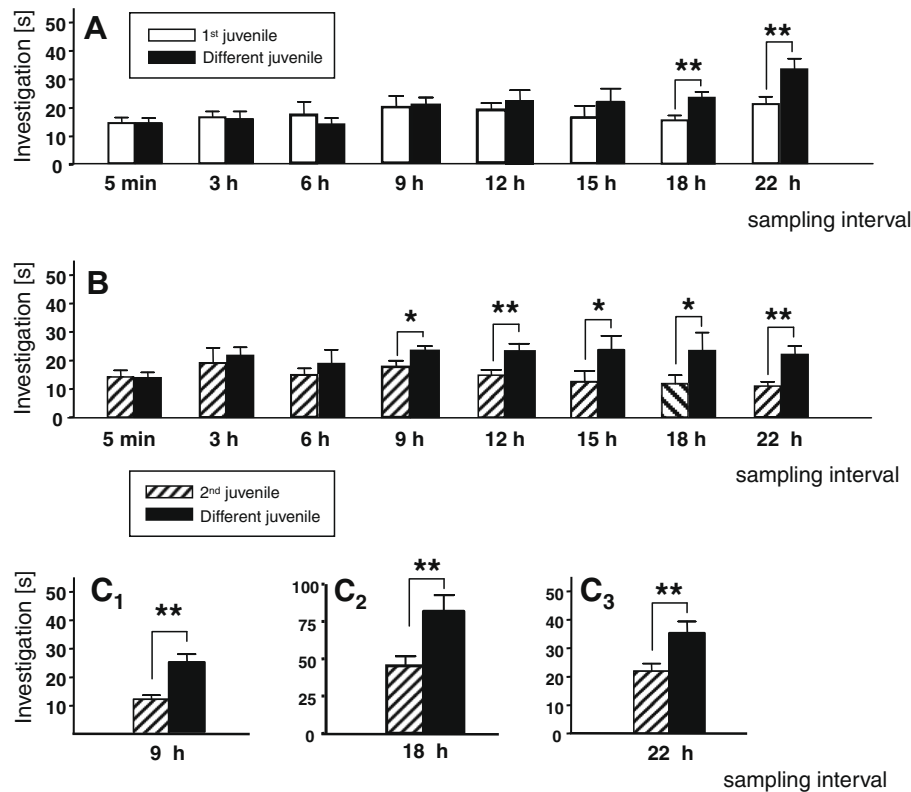 A
1st juvenile
Different juvenile
Investigation [s]
50
40
30
20
10
0
** **
5 min 3 h 6 h 9 h 12 h 15 h 18 h 22 h
sampling interval
B
Investigation [s]
50
40
30
20
10
0
* ** * * **
5 min 3 h 6 h 9 h 12 h 15 h 18 h 22 h
sampling interval
2nd juvenile
Different juvenile
C1
Investigation [s]
50
40
30
20
10
**
9 h
C2
100
75
50
25
0
**
18 h
C3
50
40
30
20
10
0
**
22 h
sampling interval